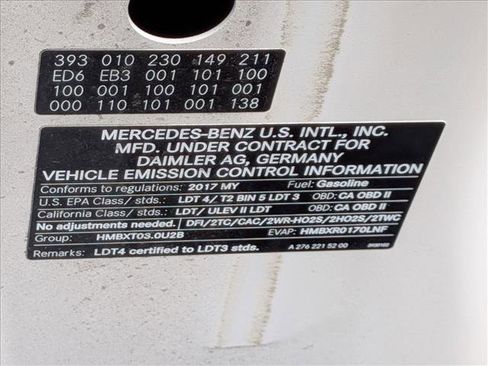 393 010 230 149 211
ED6 EB3 001 101 100
100 001 100 101 001
000 110 101 001 138
MERCEDES-BENZ U.S. INTL., INC.
MFD. UNDER CONTRACT FOR
DAIMLER AG, GERMANY
VEHICLE EMISSION CONTROL INFORMATION
Conforms to regulations: 2017 MY Fuel: Gasoline
U.S. EPA Class/ stds.: LDT 4/ T2 BIN 5 LDT 3 OBD: CA OBD II
California Class/ stds.: LDT/ ULEV II LDT OBD: CA OBD II
No adjustments needed. DFI/2TC/CAC/2WR-HO2S/2HO2S/2TWC
Group: HMBXT03.0U2B EVAP: HMBXR0170LNF
Remarks: LDT4 certified to LDT3 stds. A 276 221 52 00